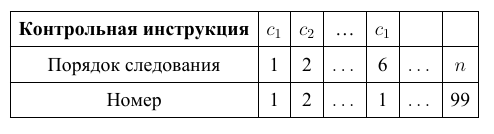 Контрольная инструкция c₁ c₂ … c₁
Порядок следования 1 2 … 6 … n
Номер 1 2 … 1 … 99